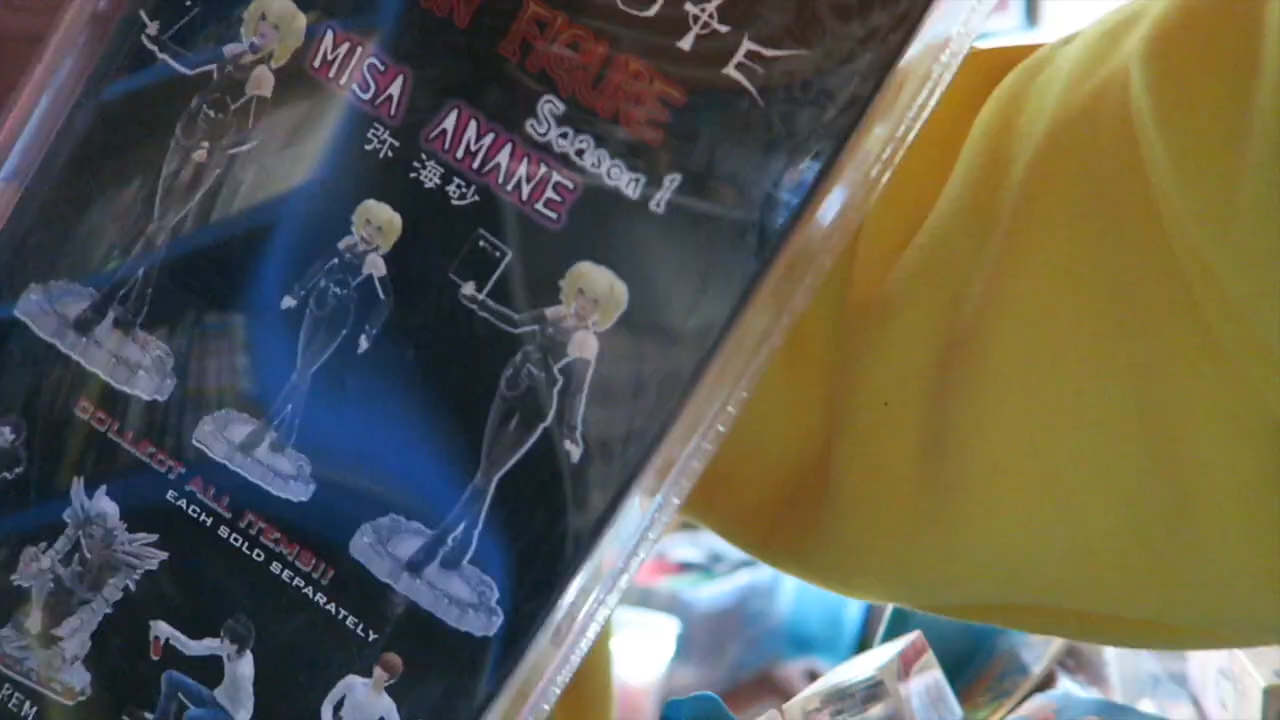 FIGURE
Season 1
MISA AMANE
弥海砂
COLLECT ALL ITEMS!!
EACH SOLD SEPARATELY
REM